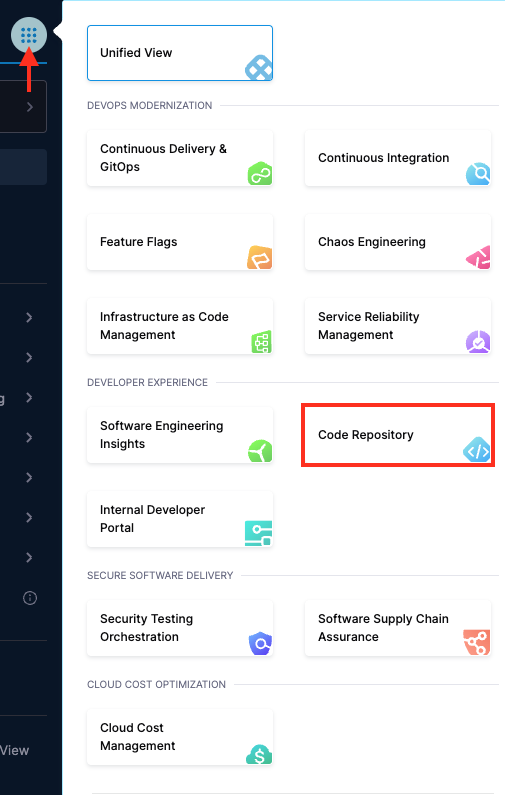 Unified View
DEVOPS MODERNIZATION
Continuous Delivery &
GitOps
Continuous Integration
Feature Flags
Chaos Engineering
Infrastructure as Code
Management
Service Reliability
Management
DEVELOPER EXPERIENCE
g
Software Engineering
Insights
Code Repository
Internal Developer
Portal
SECURE SOFTWARE DELIVERY
Security Testing
Orchestration
Software Supply Chain
Assurance
CLOUD COST OPTIMIZATION
Cloud Cost
Management
View